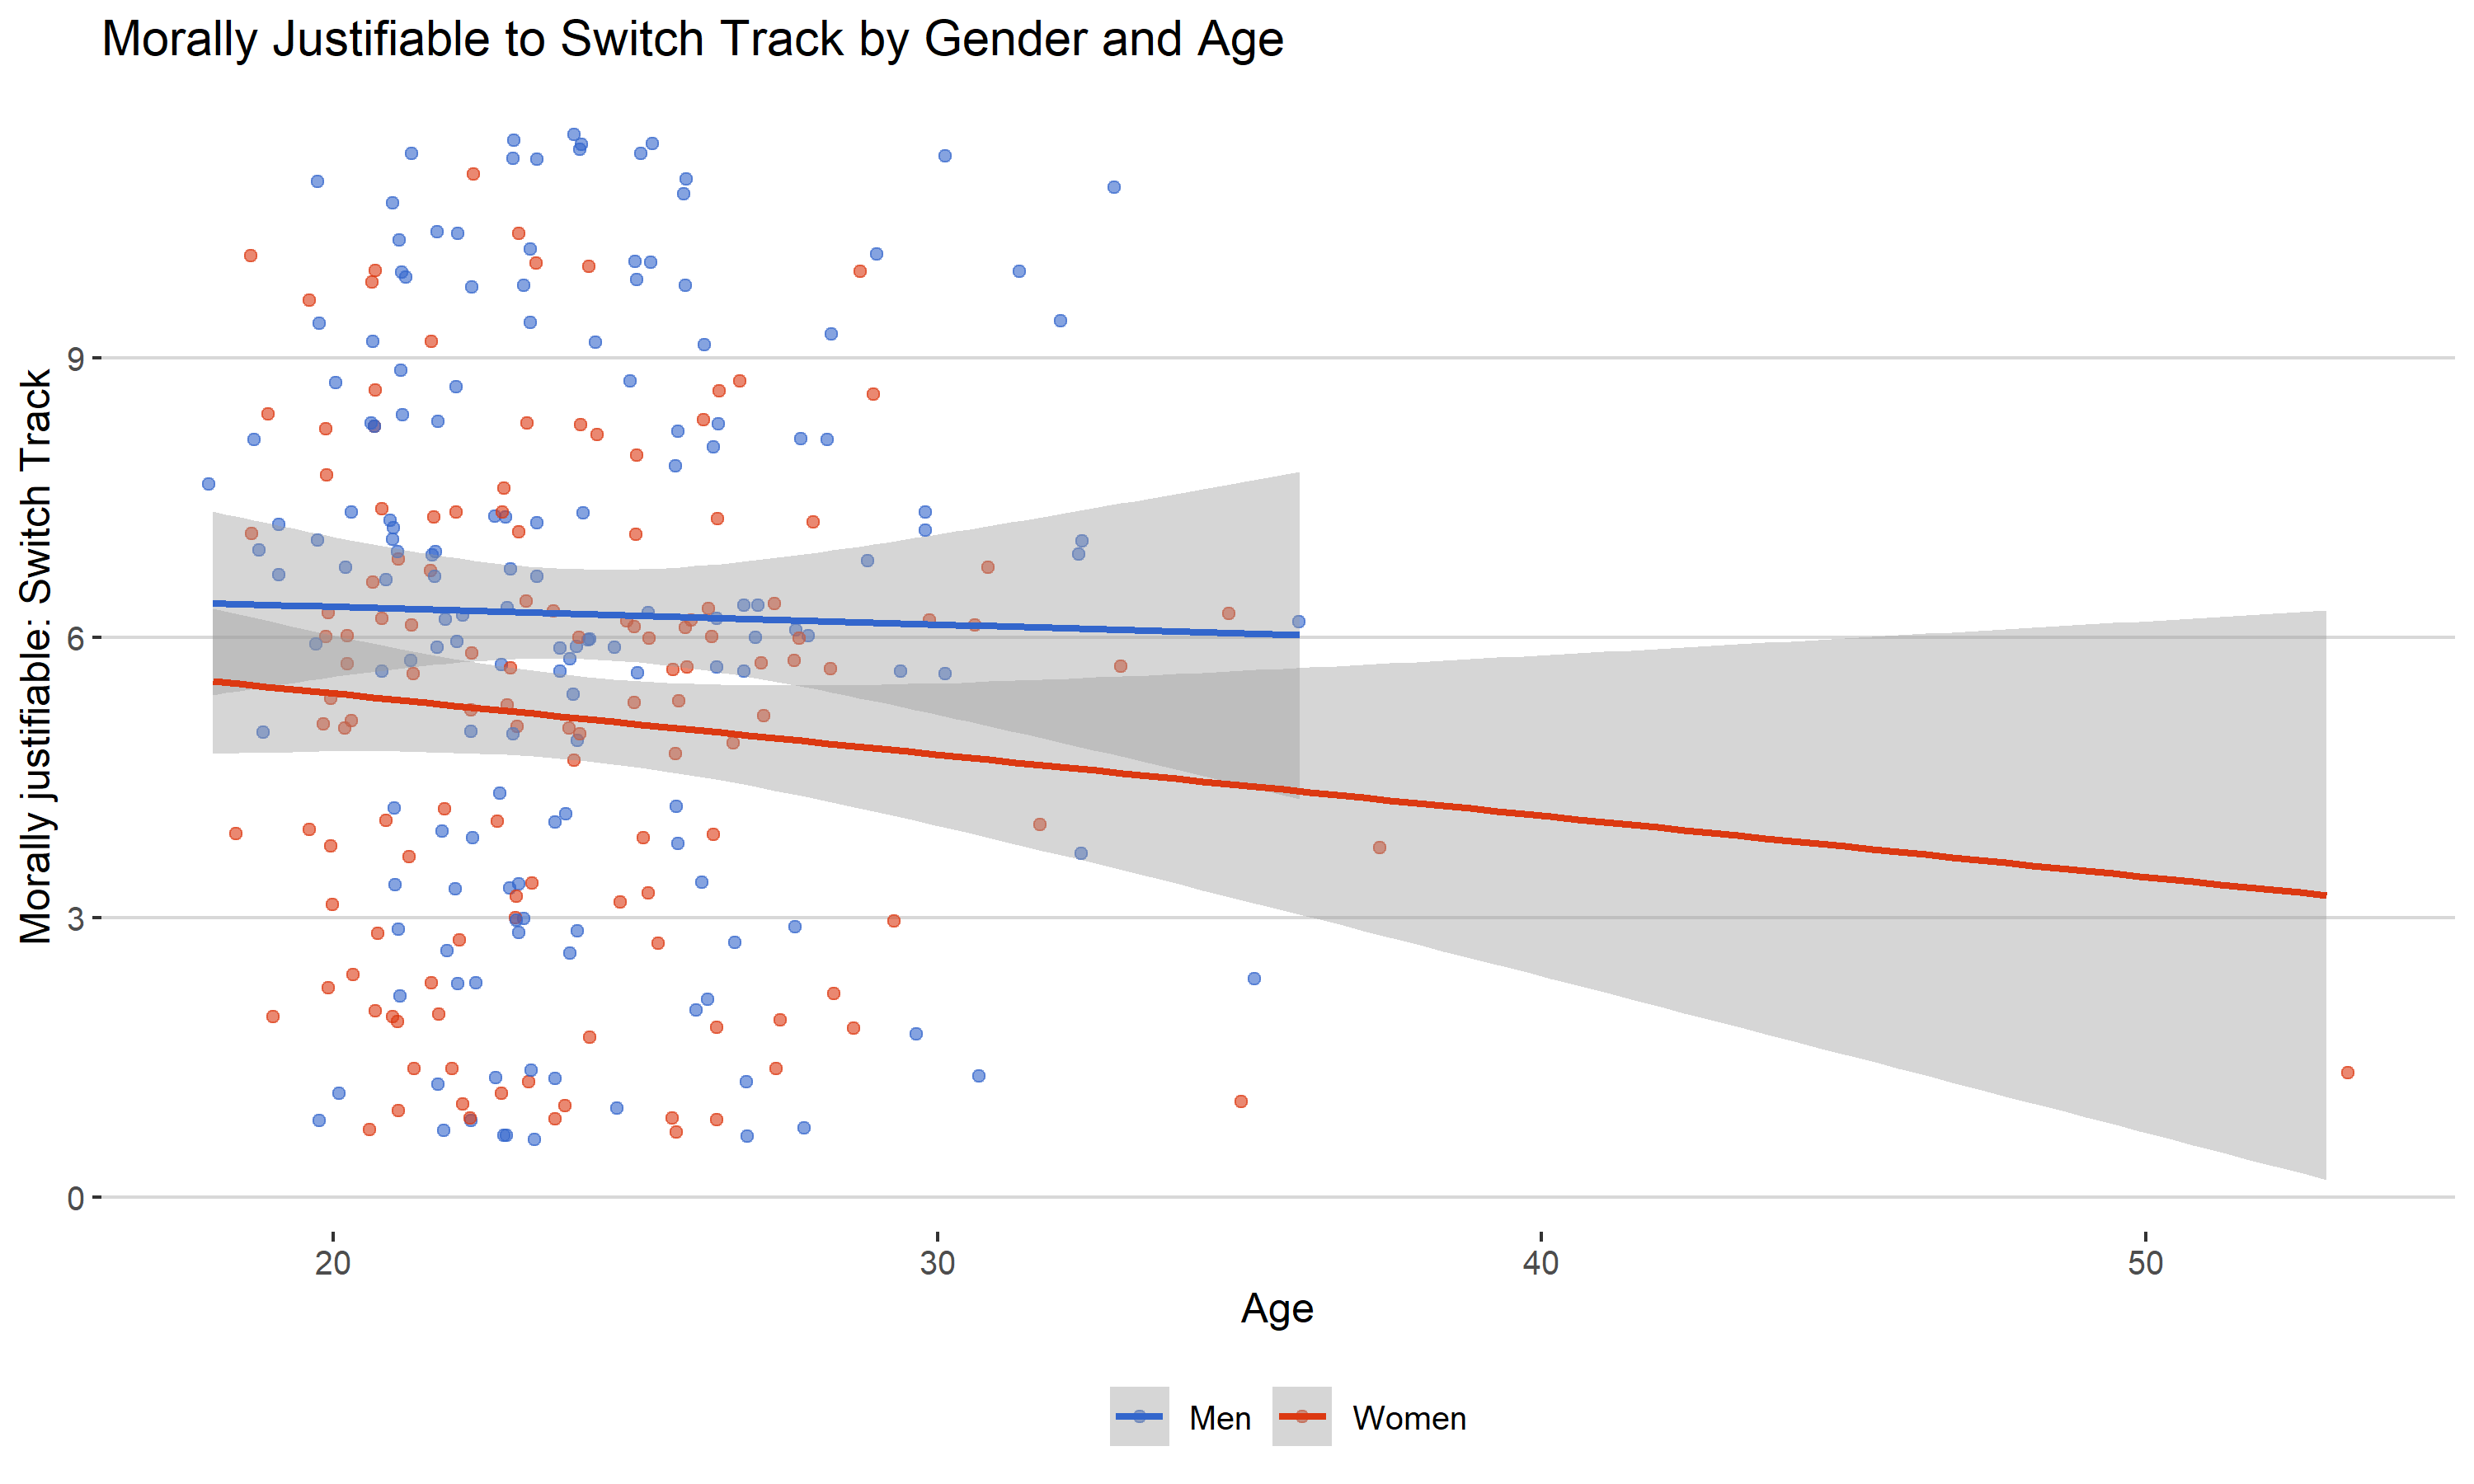 Morally Justifiable to Switch Track by Gender and Age
Morally justifiable: Switch Track
9
6
3
0
20 30 40 50
Age
Men Women